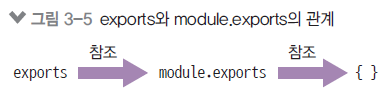 그림 3-5 exports와 module,exports의 관계
참조 참조
exports module.exports { }